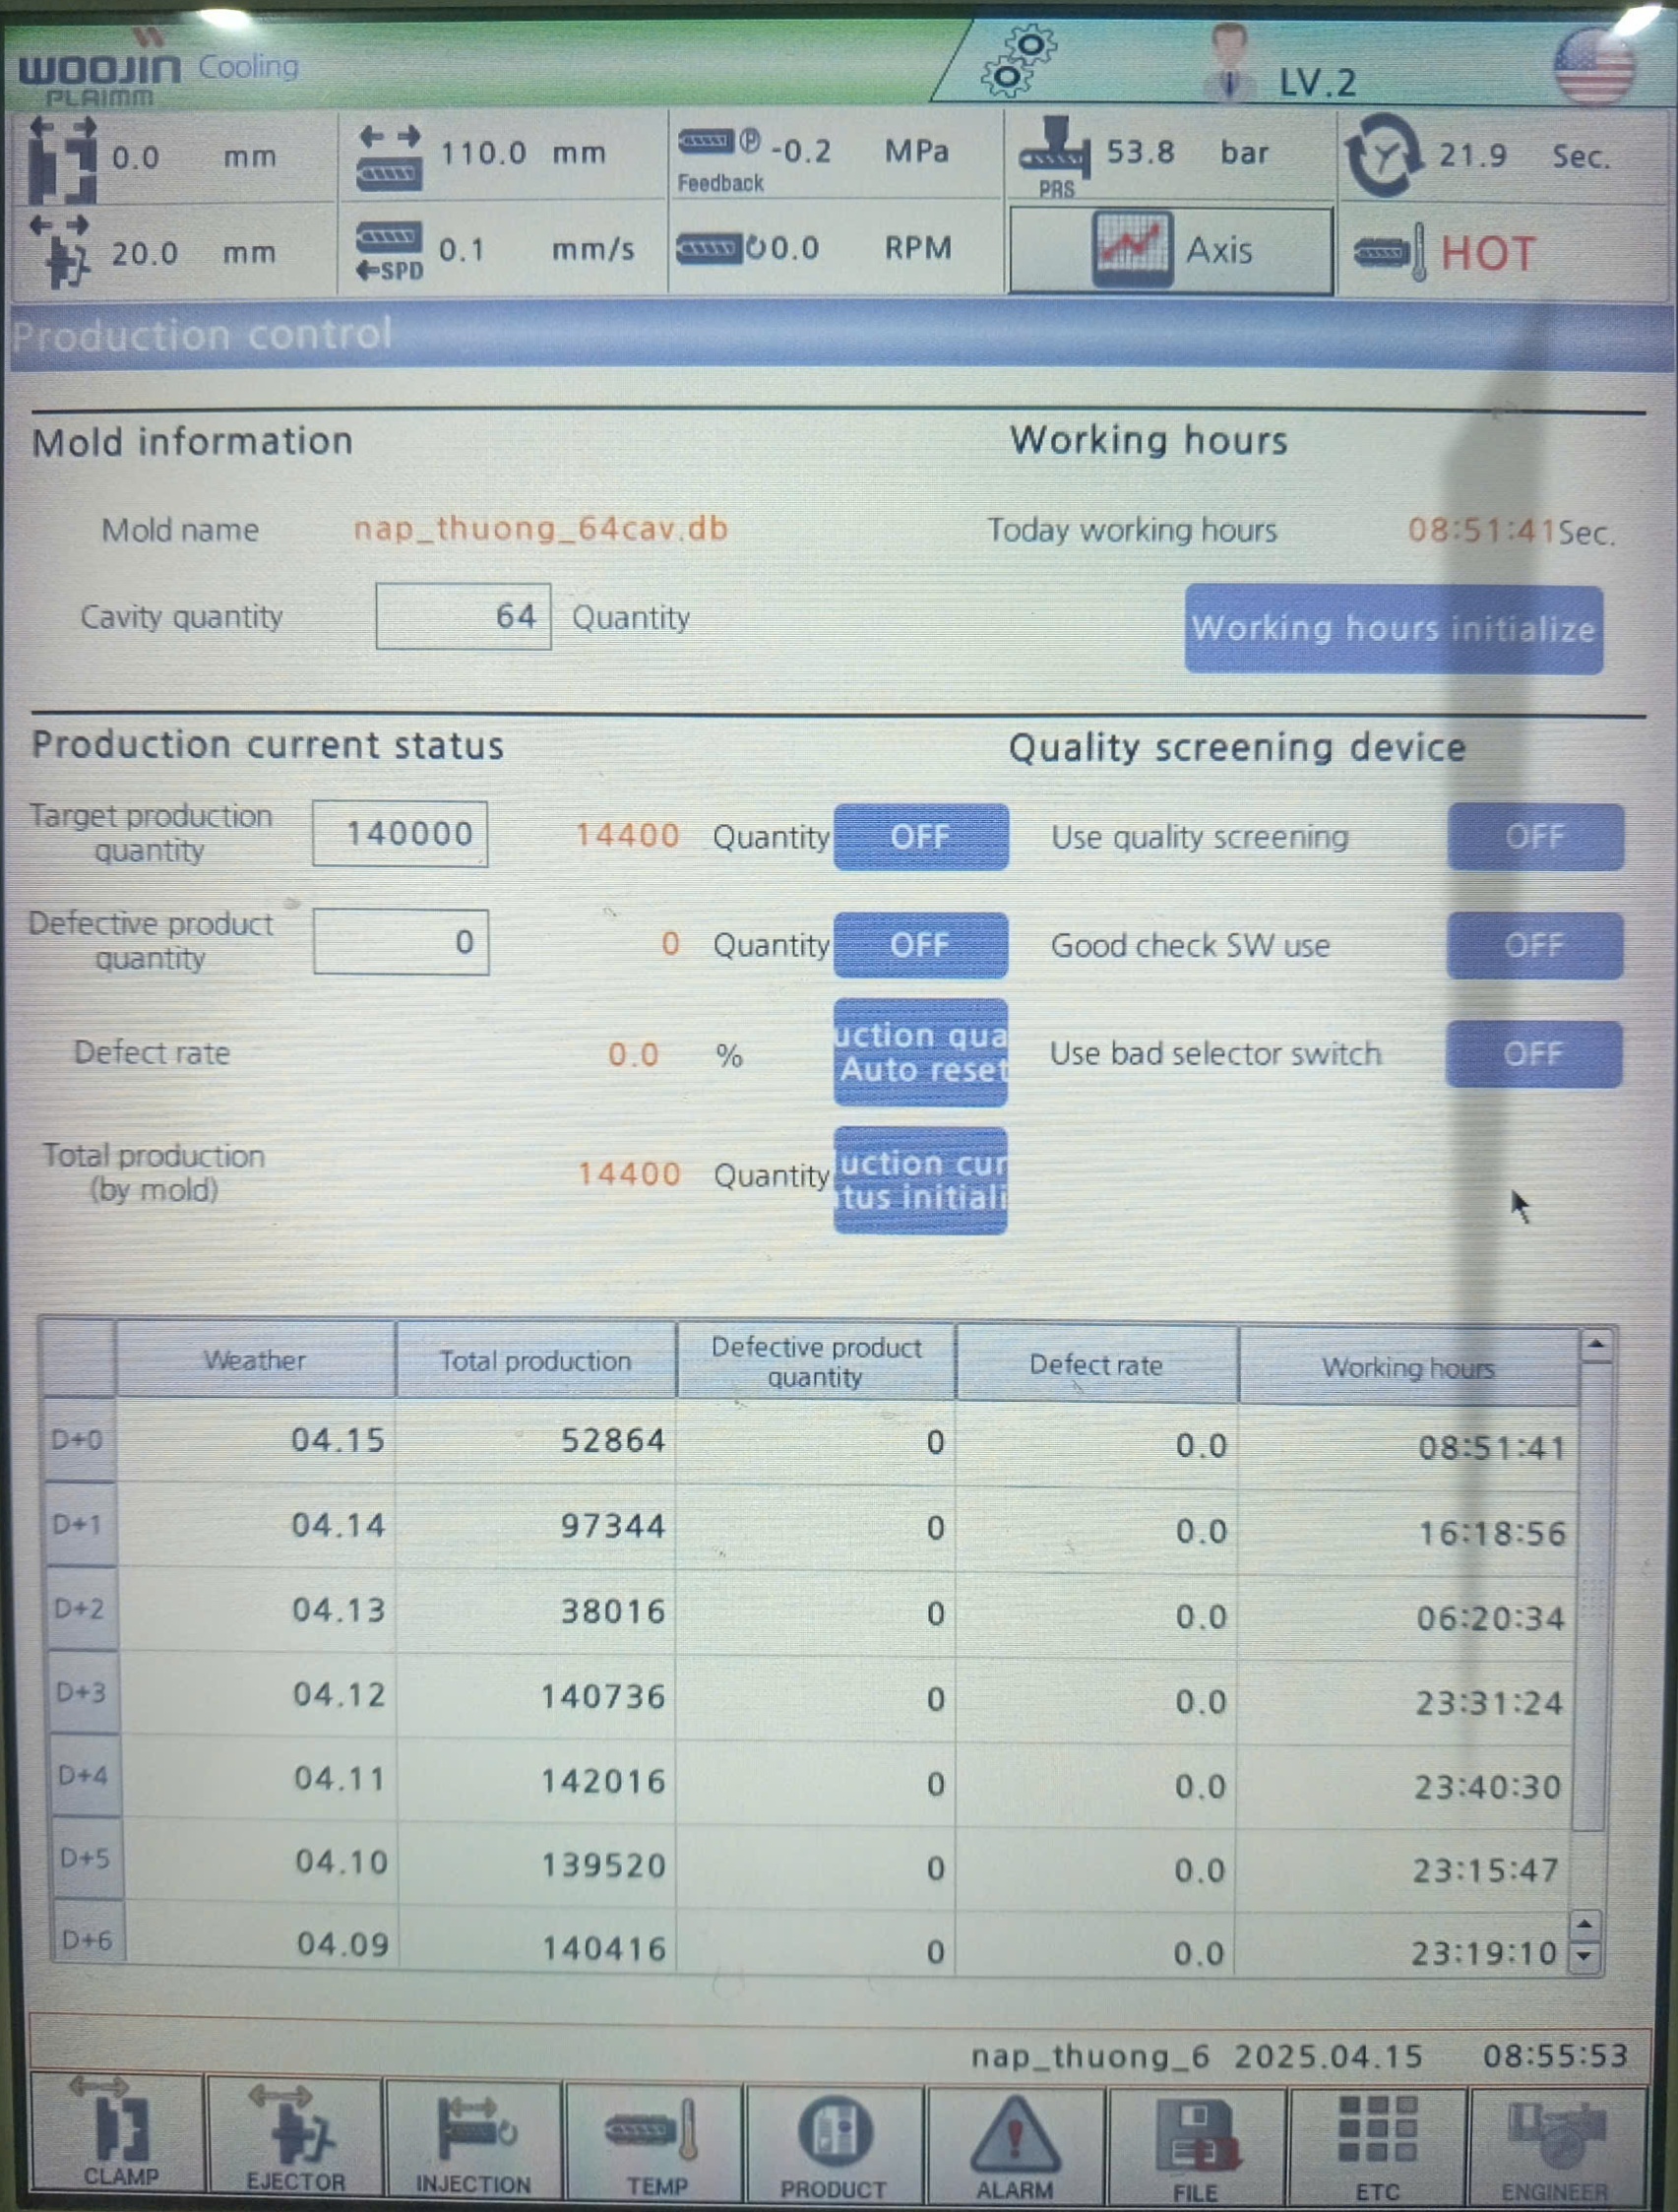 WOOJIN Cooling
PLAIMM
LV.2
0.0 mm
110.0 mm
-0.2 MPa
Feedback
53.8 bar
PRS
21.9 Sec.
20.0 mm
0.1 mm/s
SPD
0.0 RPM
Axis
HOT
Production control
Mold information
Working hours
Mold name nap_thuong_64cav.db
Today working hours 08:51:41 Sec.
Cavity quantity 64 Quantity
Working hours initialize
Production current status
Quality screening device
Target production
quantity
140000 14400 Quantity OFF
Use quality screening OFF
Defective product
quantity
0 0 Quantity OFF
Good check SW use OFF
Defect rate 0.0 %
uction qua
Auto reset
Use bad selector switch OFF
Total production
(by mold)
14400 Quantity
uction cur
tus initiali
Weather Total production Defective product quantity Defect rate Working hours
D+0 04.15 52864 0 0.0 08:51:41
D+1 04.14 97344 0 0.0 16:18:56
D+2 04.13 38016 0 0.0 06:20:34
D+3 04.12 140736 0 0.0 23:31:24
D+4 04.11 142016 0 0.0 23:40:30
D+5 04.10 139520 0 0.0 23:15:47
D+6 04.09 140416 0 0.0 23:19:10
nap_thuong_6 2025.04.15 08:55:53
CLAMP EJECTOR INJECTION TEMP PRODUCT ALARM FILE ETC ENGINEER